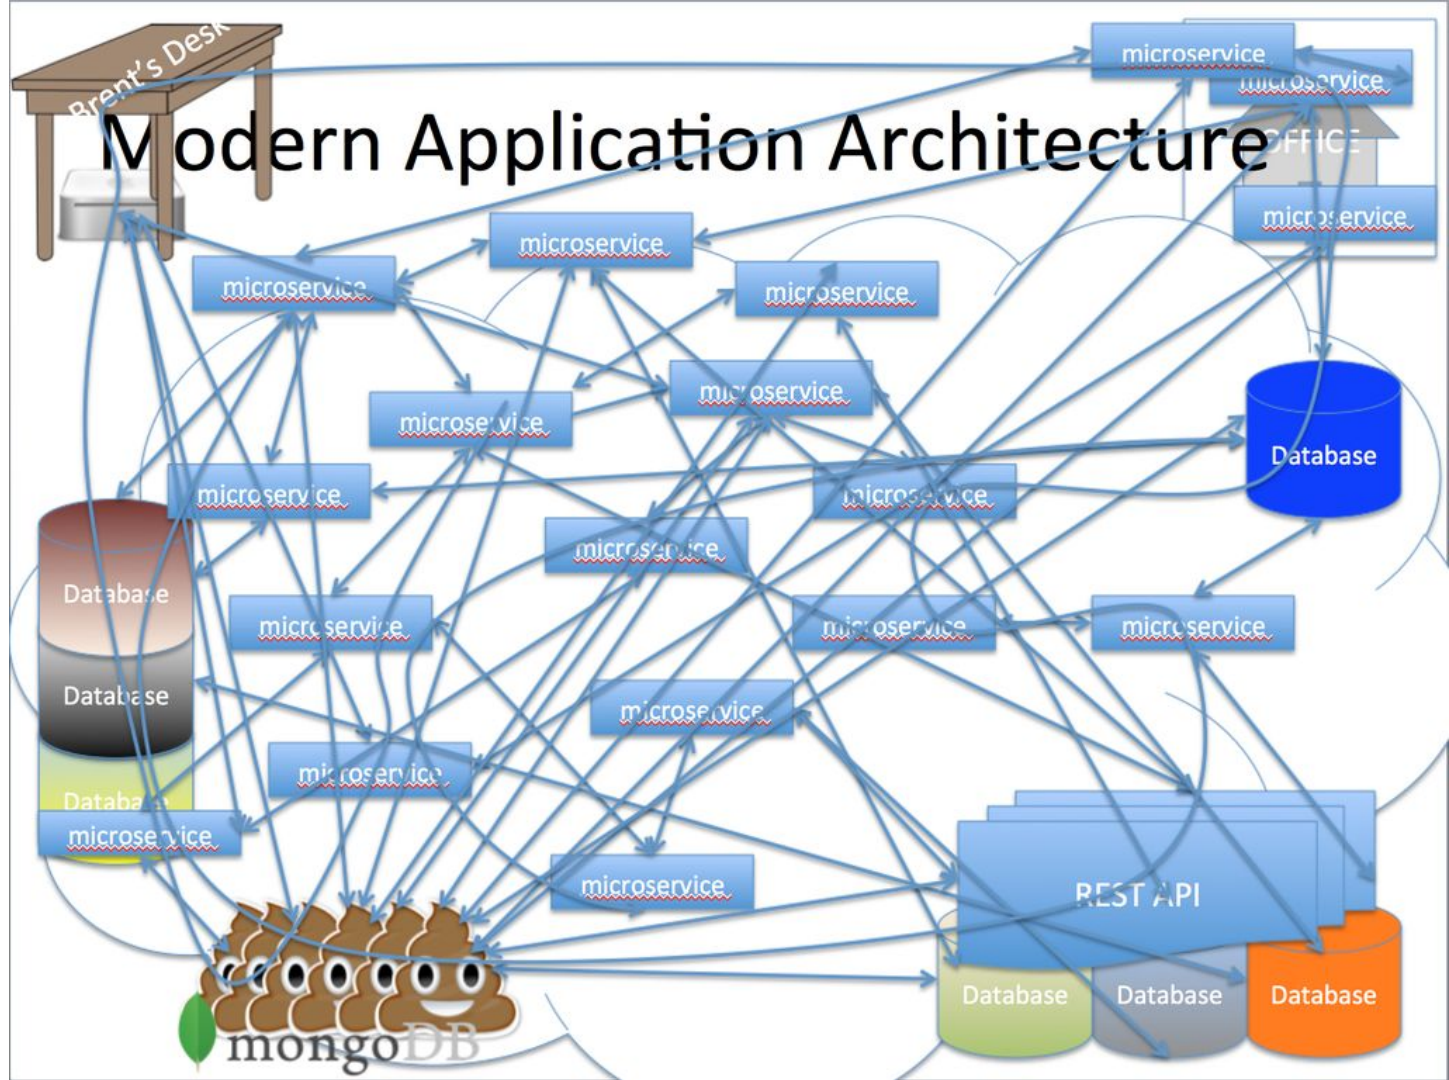 Brent's Desk
Modern Application Architecture
microservice
microservice
OFFICE
microservice
microservice
microservice
microservice
microservice
microservice
microservice
microservice
Database
microservice
Database
microservice
microservice
microservice
Database
microservice
microservice
Database
microservice
microservice
REST API
Database
Database
Database
mongoDB